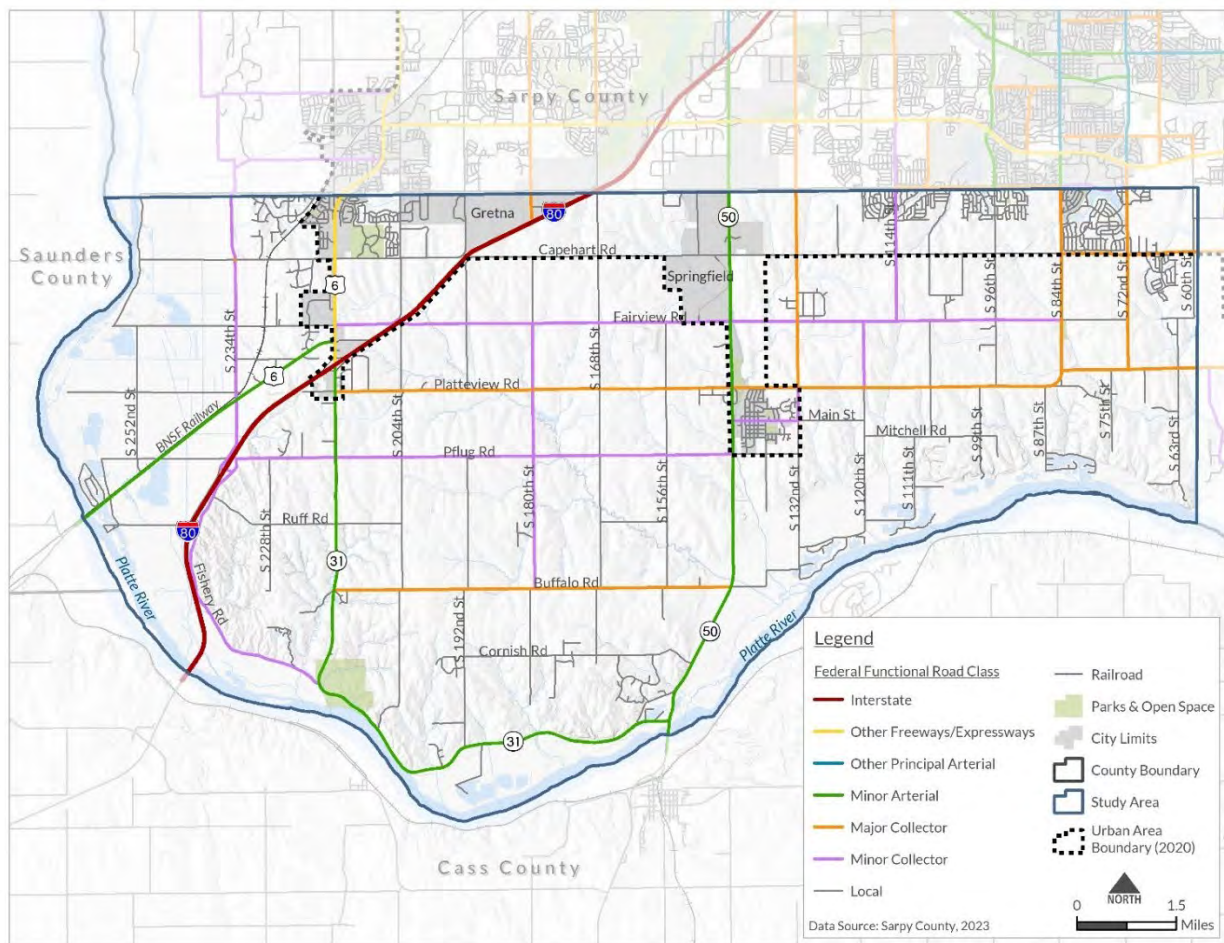 Sarpy County
Saunders
County
Gretna
80
50
Capehart Rd
Springfield
6
S 114th St
S 96th St
S 84th St
S 72nd St
S 60th St
S 234th St
Fairview Rd
S 168th St
6
Platteview Rd
S 252nd St
BNSF Railway
S 204th St
Main St
Mitchell Rd
Pflug Rd
S 99th St
S 87th St
S 75th St
S 63rd St
S 180th St
S 156th St
S 132nd St
S 120th St
S 111th St
80
Ruff Rd
S 228th St
31
Platte River
Fishery Rd
Buffalo Rd
S 192nd St
Cornish Rd
50
Platte River
31
Cass County
Legend
Federal Functional Road Class
Interstate
Other Freeways/Expressways
Other Principal Arterial
Minor Arterial
Major Collector
Minor Collector
Local
Railroad
Parks & Open Space
City Limits
County Boundary
Study Area
Urban Area
Boundary (2020)
NORTH
0 1.5
Miles
Data Source: Sarpy County, 2023